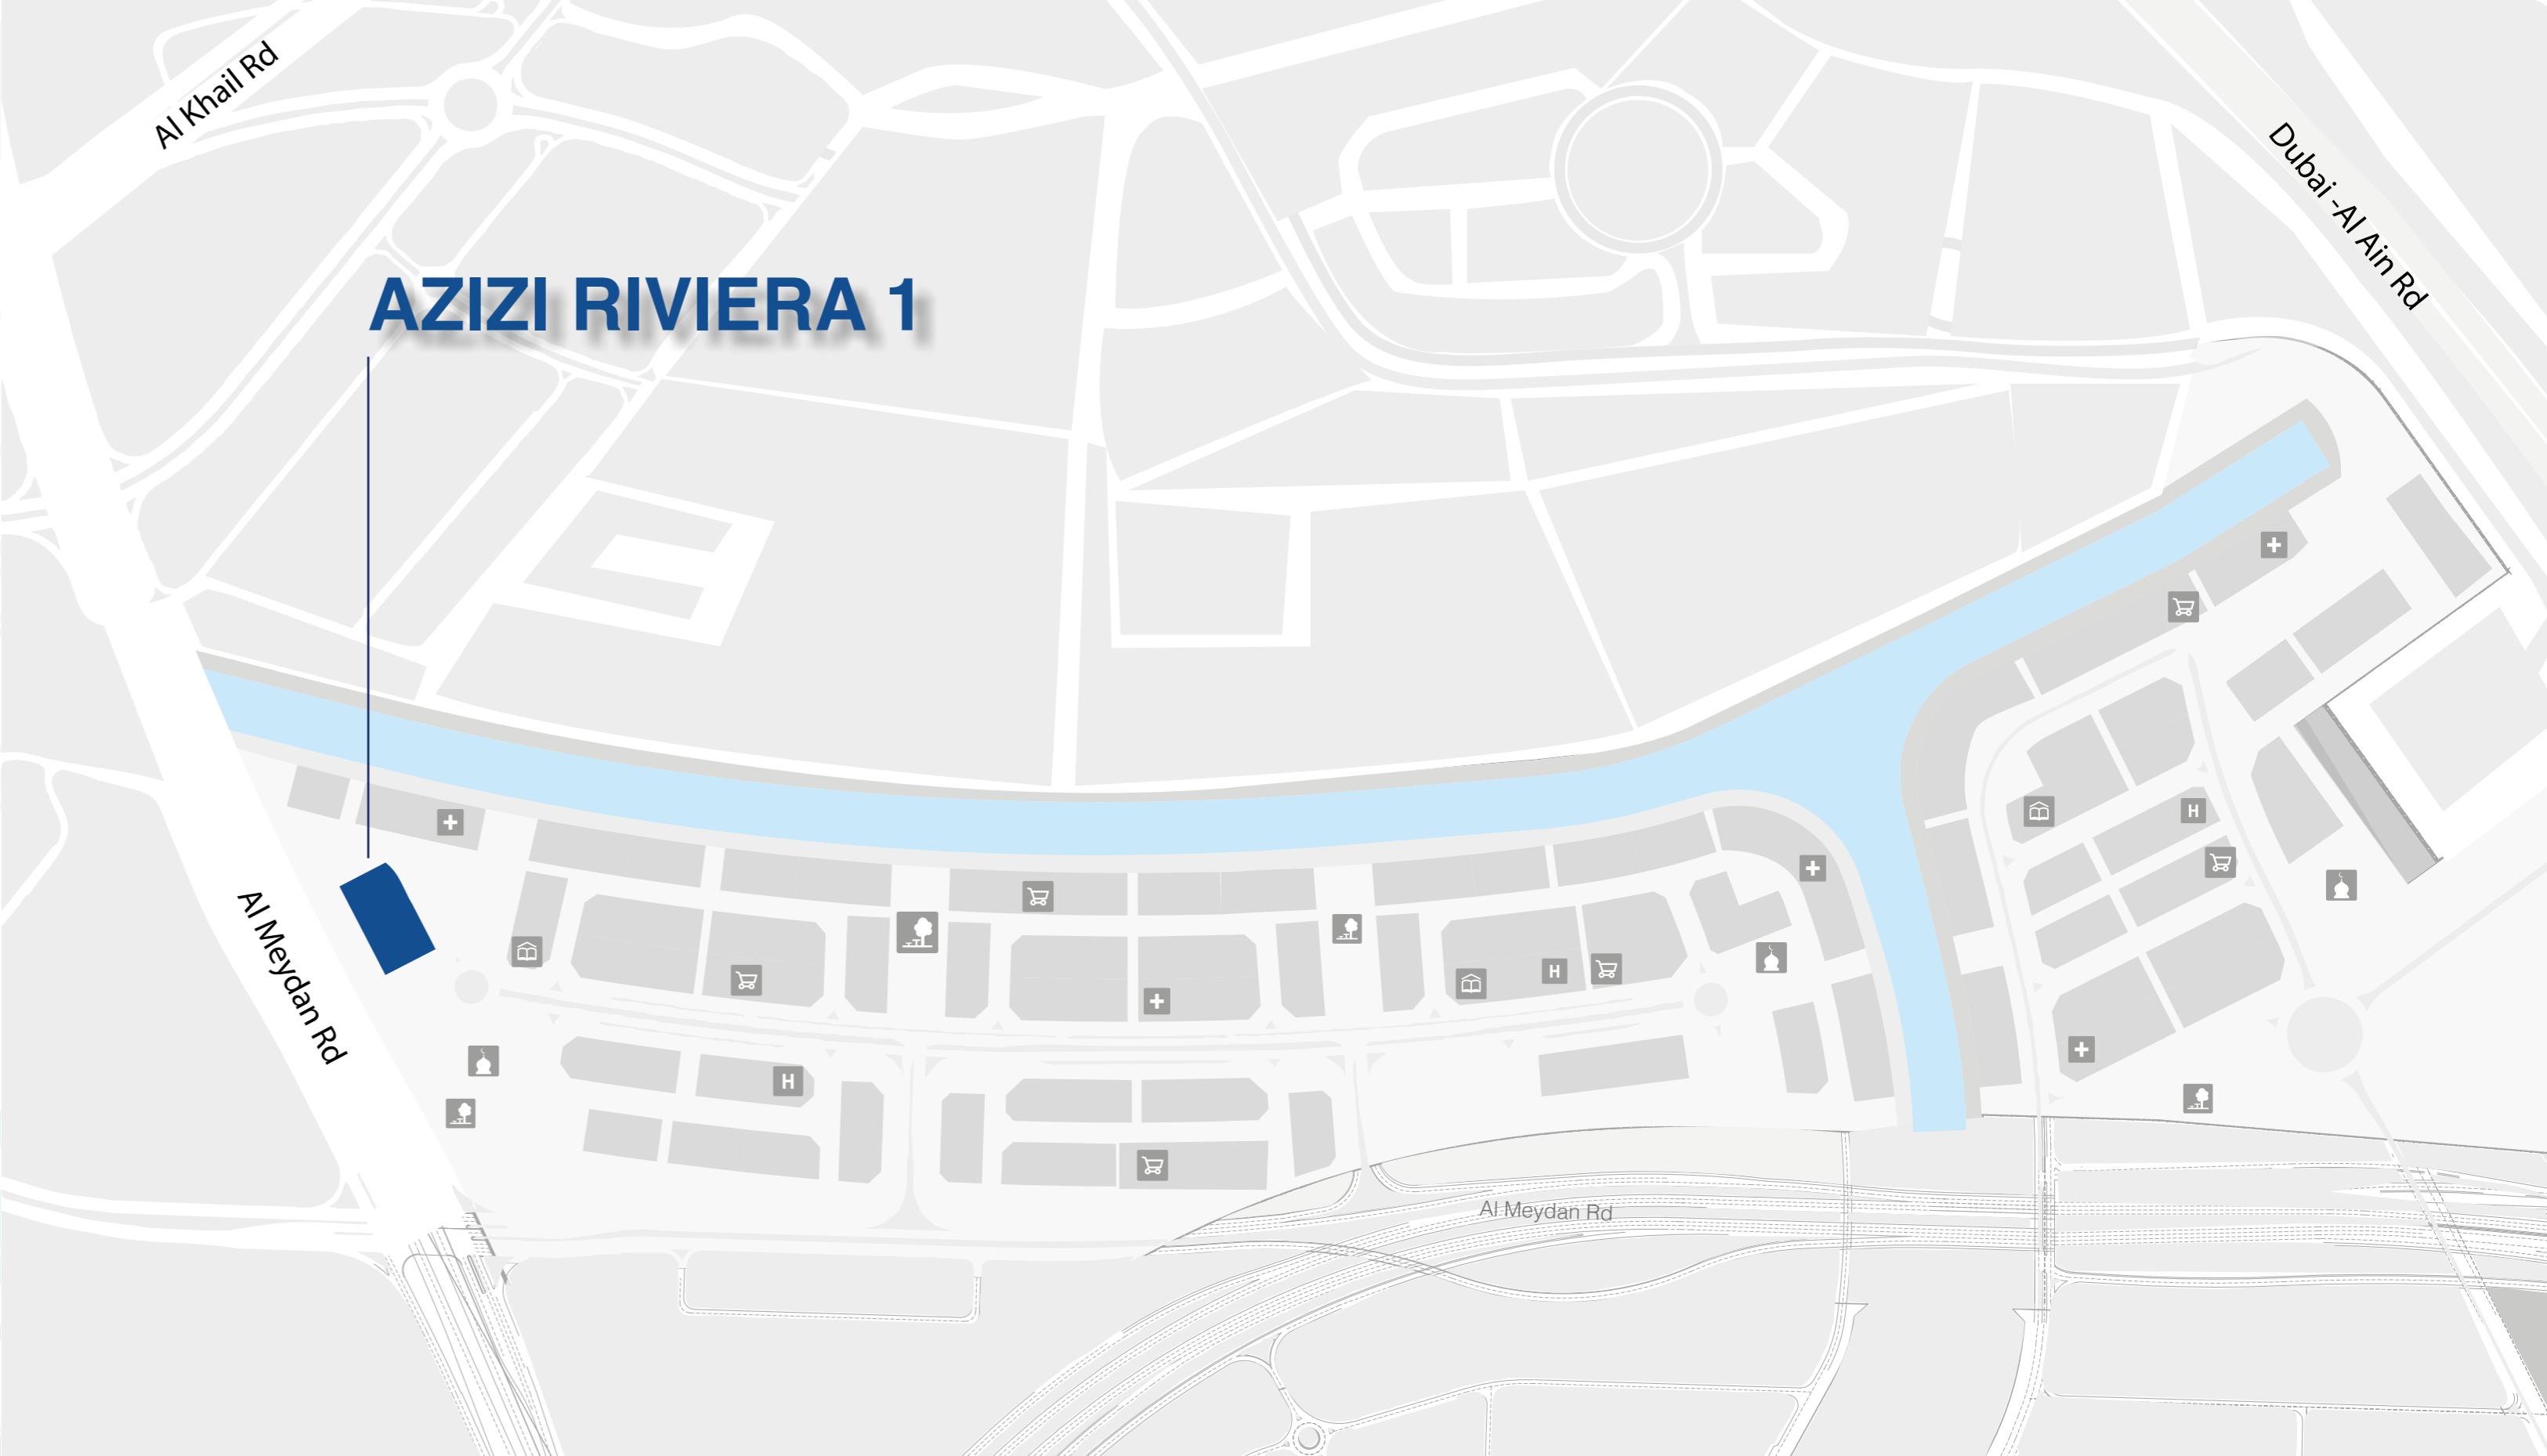 Al Khail Rd
Dubai -Al Ain Rd
AZIZI RIVIERA 1
Al Meydan Rd
H
H
H
Al Meydan Rd